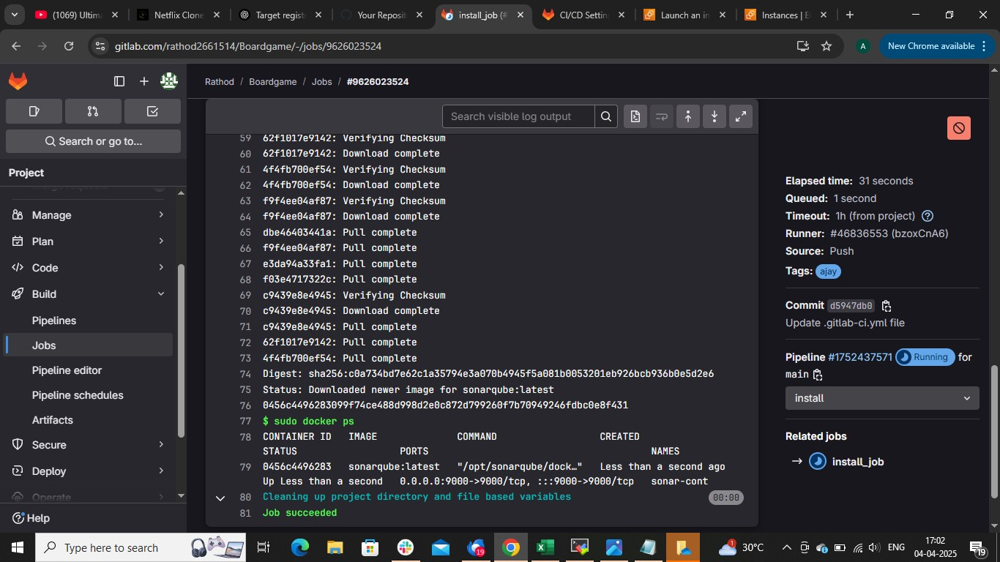 (1069) Ultima
Netflix Clone
Target regist
Your Reposit
install_job (#
CI/CD Settin
Launch an in
Instances | E
gitlab.com/rathod2661514/Boardgame/-/jobs/9626023524
A
New Chrome available
Rathod / Boardgame / Jobs / #9626023524
Search or go to...
Project
Manage
Plan
Code
Build
Pipelines
Jobs
Pipeline editor
Pipeline schedules
Artifacts
Secure
Deploy
Operate
Help
Search visible log output
59 62f1017e9142: Verifying Checksum
60 62f1017e9142: Download complete
61 4f4fb700ef54: Verifying Checksum
62 4f4fb700ef54: Download complete
63 f9f4ee04af87: Verifying Checksum
64 f9f4ee04af87: Download complete
65 dbe46403441a: Pull complete
66 f9f4ee04af87: Pull complete
67 e3da94a33fa1: Pull complete
68 f03e4717322c: Pull complete
69 c9439e8e4945: Verifying Checksum
70 c9439e8e4945: Download complete
71 c9439e8e4945: Pull complete
72 62f1017e9142: Pull complete
73 4f4fb700ef54: Pull complete
74 Digest: sha256:c0a734bd7e62c1a35794e3a070b4945f5a081b0053201eb926bcb936b0e5d2e6
75 Status: Downloaded newer image for sonarqube:latest
76 0456c4496283099f74ce488d998d2e0c872d799260f7b70949246fdbc0e8f431
77 $ sudo docker ps
78 CONTAINER ID IMAGE COMMAND CREATED
STATUS PORTS NAMES
79 0456c4496283 sonarqube:latest "/opt/sonarqube/dock…" Less than a second ago
Up Less than a second 0.0.0.0:9000->9000/tcp, :::9000->9000/tcp sonar-cont
80 Cleaning up project directory and file based variables 00:00
81 Job succeeded
Elapsed time: 31 seconds
Queued: 1 second
Timeout: 1h (from project)
Runner: #46836553 (bzoxCnA6)
Source: Push
Tags: ajay
Commit d5947db0
Update .gitlab-ci.yml file
Pipeline #1752437571 Running for
main
install
Related jobs
→ install_job
Type here to search
19
1
30°C
ENG
17:02
04-04-2025
19